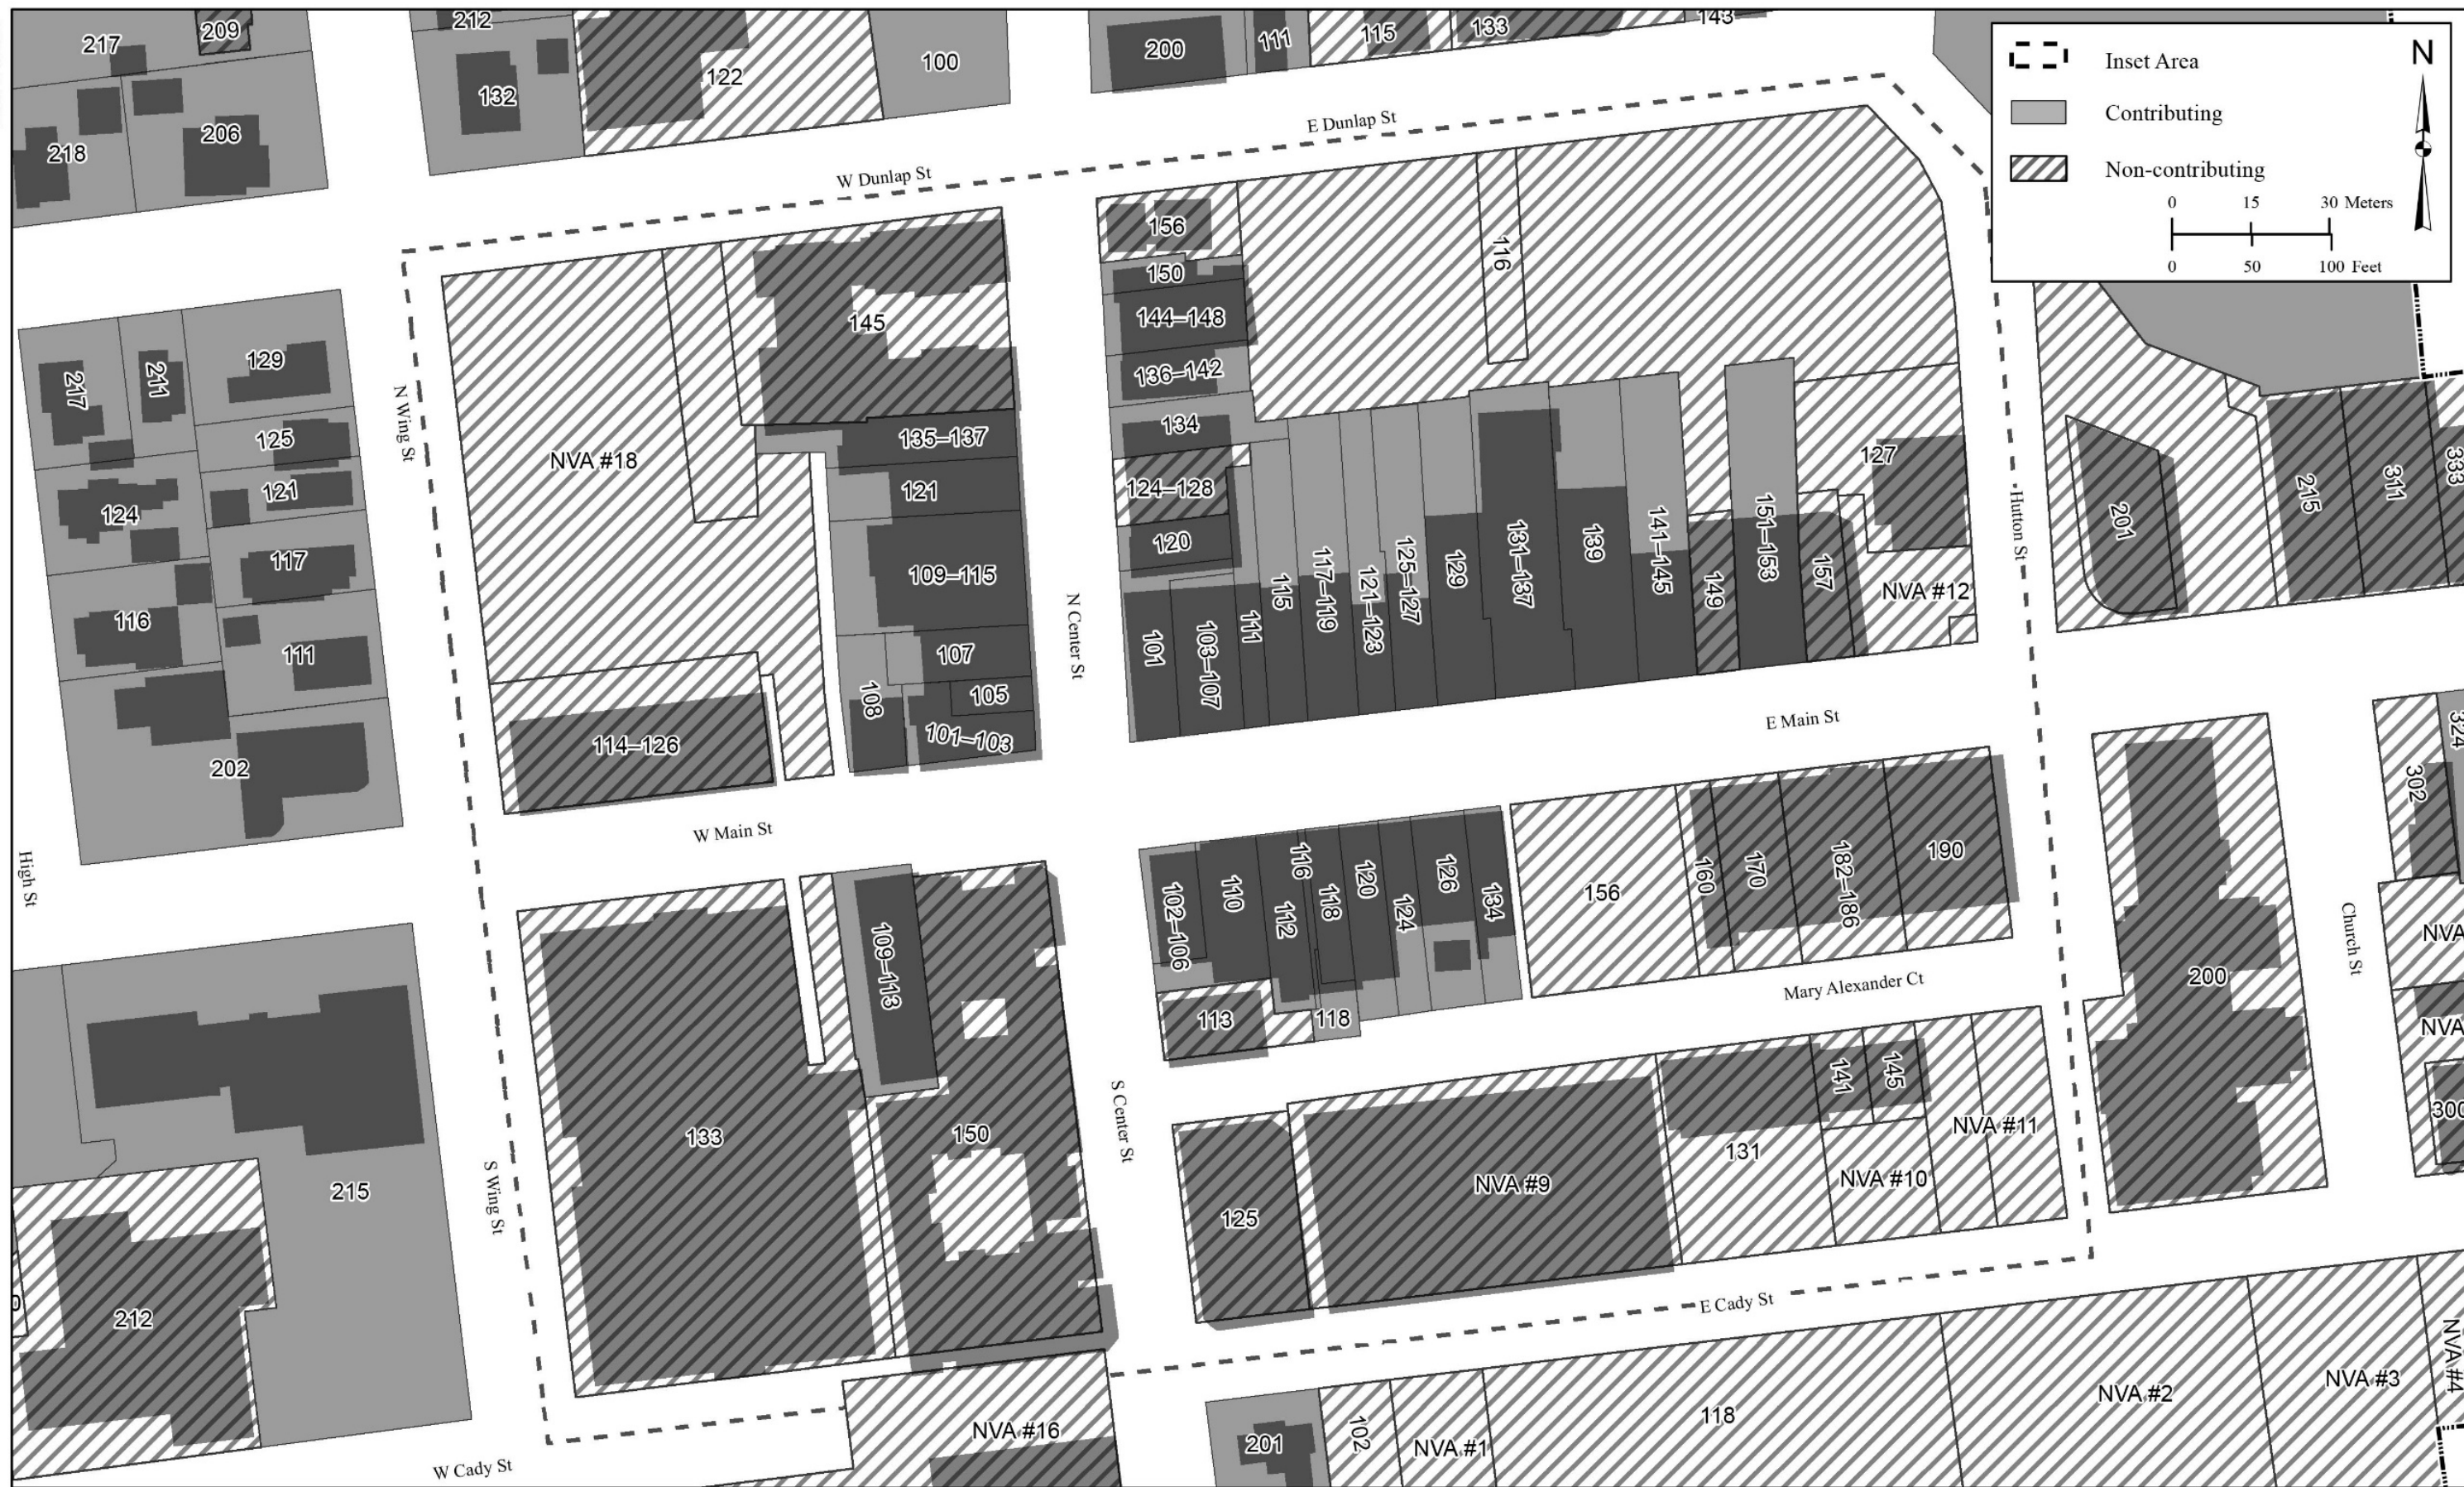 217
209
212
122
100
200
111
115
133
143
132
218
206
Inset Area
Contributing
Non-contributing
N
0 15 30 Meters
0 50 100 Feet
E Dunlap St
W Dunlap St
156
150
144–148
136–142
134
124–128
120
116
145
NVA #18
N Wing St
217
211
129
125
121
124
117
116
111
202
135–137
121
109–115
107
105
108
101–103
114–126
N Center St
101
103–107
111
115
117–119
121–123
125–127
129
131–137
139
141–145
149
151–153
157
127
NVA #12
Hutton St
201
215
311
333
E Main St
W Main St
High St
102–106
110
112
116
118
120
124
126
134
113
118
156
160
170
182–186
190
Mary Alexander Ct
200
Church St
302
324
NVA
NVA
300
109–113
133
150
S Center St
S Wing St
215
212
125
NVA #9
131
141
145
NVA #10
NVA #11
E Cady St
W Cady St
NVA #16
201
102
NVA #1
118
NVA #2
NVA #3
NVA #4